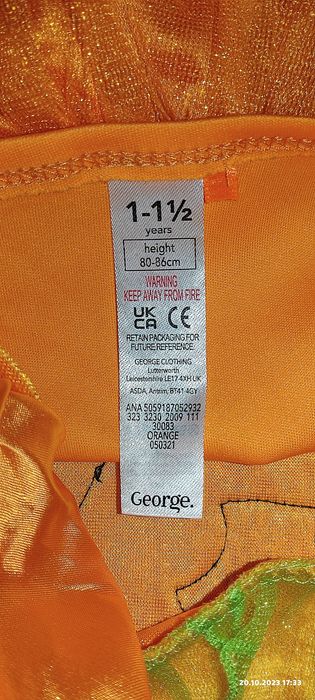 1-1½
years
height
80-86cm
WARNING
KEEP AWAY FROM FIRE
UK
CA CE
RETAIN PACKAGING FOR
FUTURE REFERENCE
GEORGE CLOTHING
Lutterworth
Leicestershire LE17 4XH UK
ASDA, Antrim, BT41 4GY
ANA 5059187052932
323 3230 2009 111
30083
ORANGE
050321
George.
20.10.2023 17:33